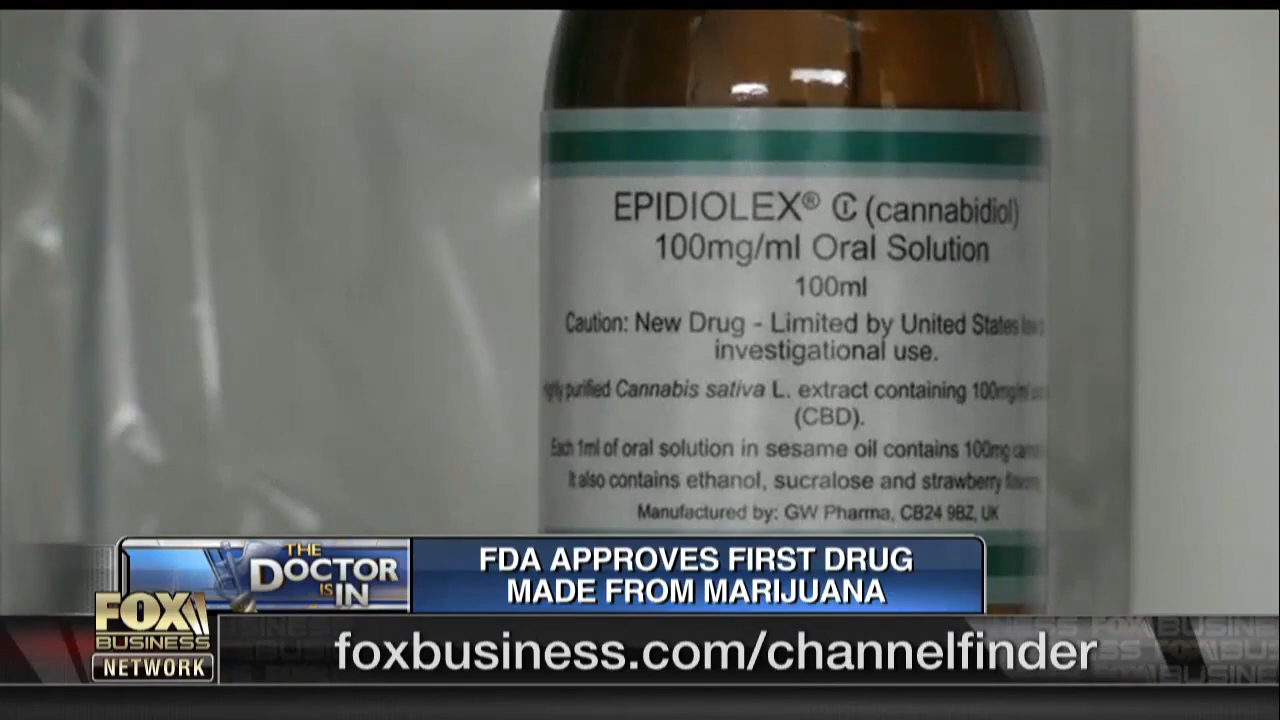 EPIDIOLEX® C (cannabidiol)
100mg/ml Oral Solution
100ml
Caution: New Drug - Limited by United States
investigational use.
purified Cannabis sativa L. extract containing 100mg/ml
(CBD).
Each 1ml of oral solution in sesame oil contains 100mg
It also contains ethanol, sucralose and strawberry
Manufactured by: GW Pharma, CB24 9BZ, UK
THE
DOCTOR
IS
IN
FDA APPROVES FIRST DRUG
MADE FROM MARIJUANA
FOX
BUSINESS
NETWORK
foxbusiness.com/channelfinder